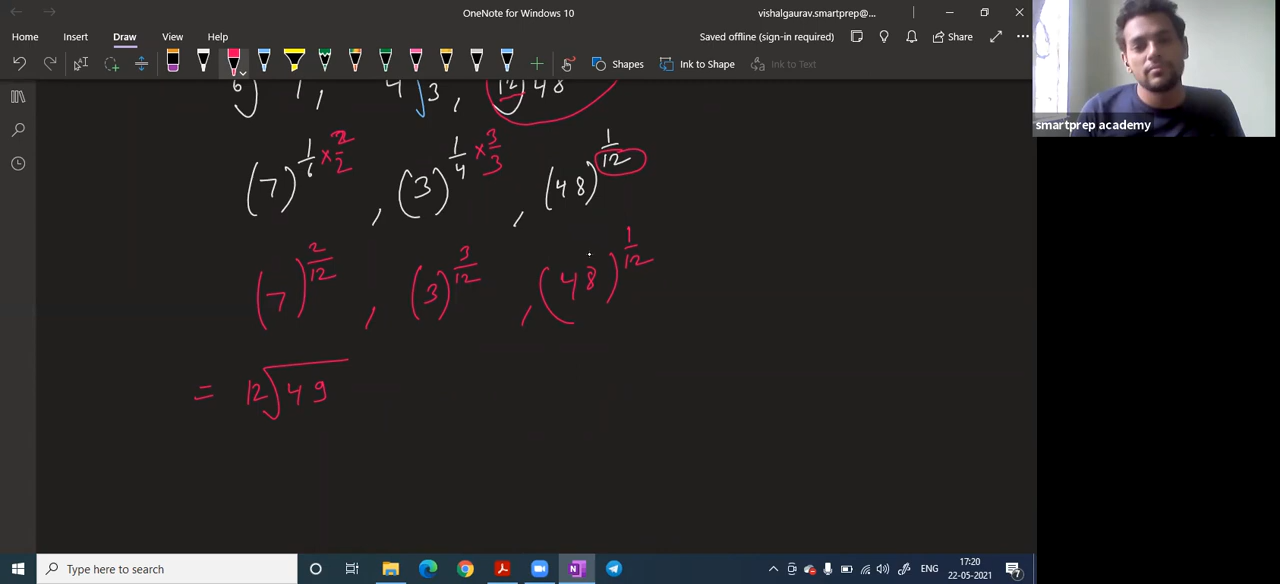 OneNote for Windows 10
vishalgaurav.smartprep@...
Home Insert Draw View Help
Saved offline (sign-in required)
Share
Shapes
Ink to Shape
Ink to Text
6√7, 4√3, 12√48
(7)^(1/6 × 2/2), (3)^(1/4 × 3/3), (48)^(1/12)
(7)^(2/12), (3)^(3/12), (48)^(1/12)
= 12√49
smartprep academy
Type here to search
ENG
17:20
22-05-2021
7